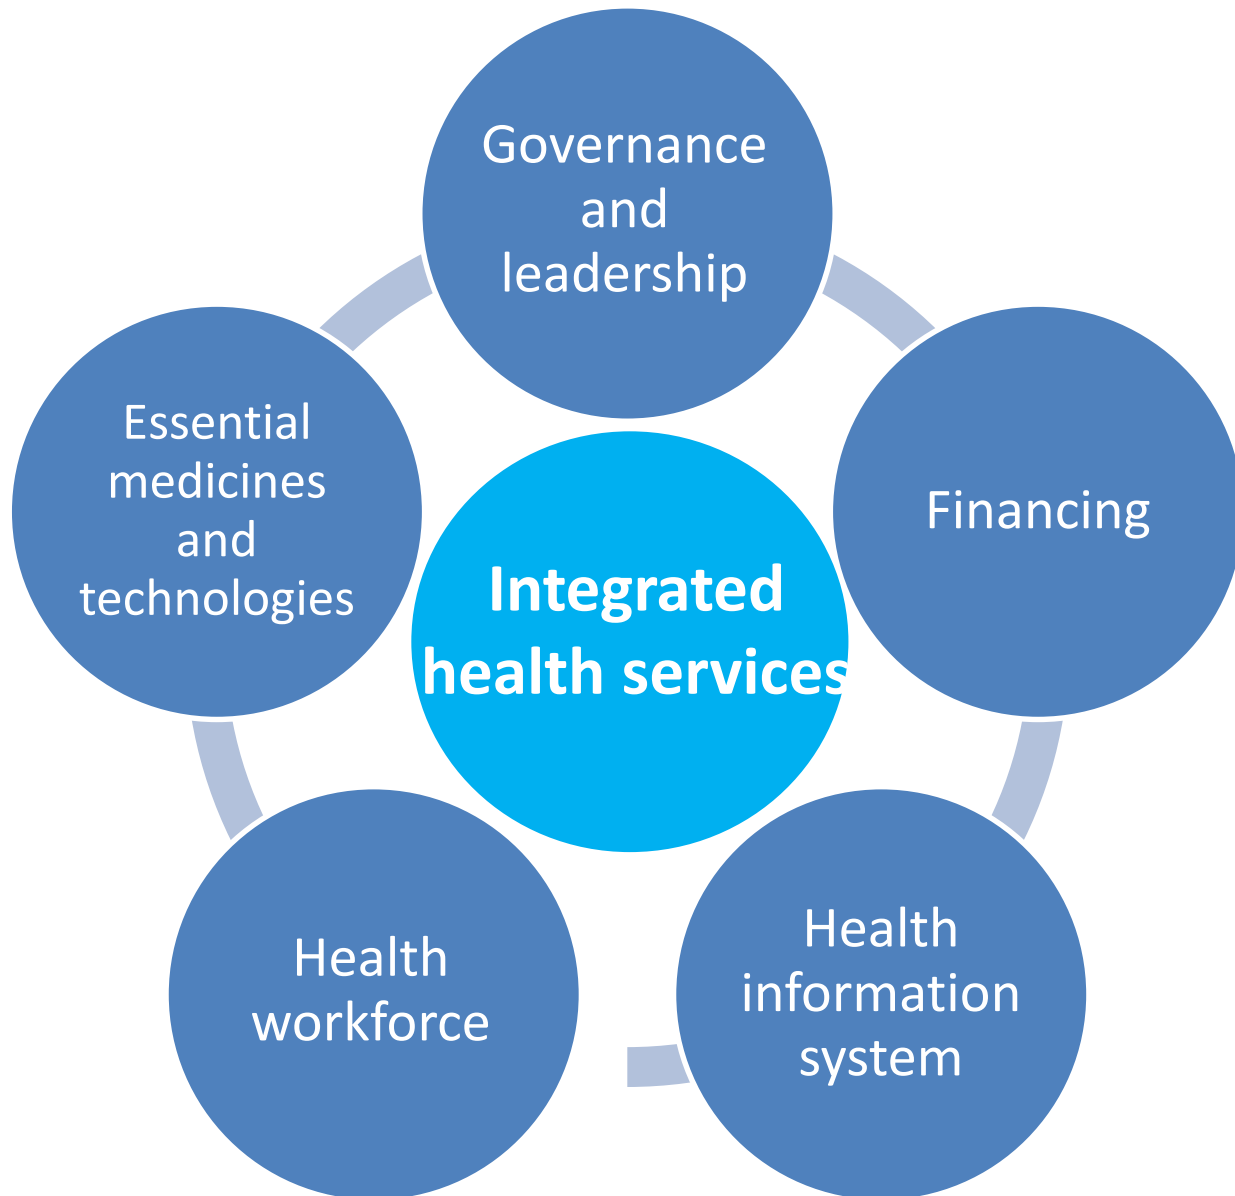 Governance
and
leadership
Essential
medicines
and
technologies
Financing
Integrated
health services
Health
workforce
Health
information
system